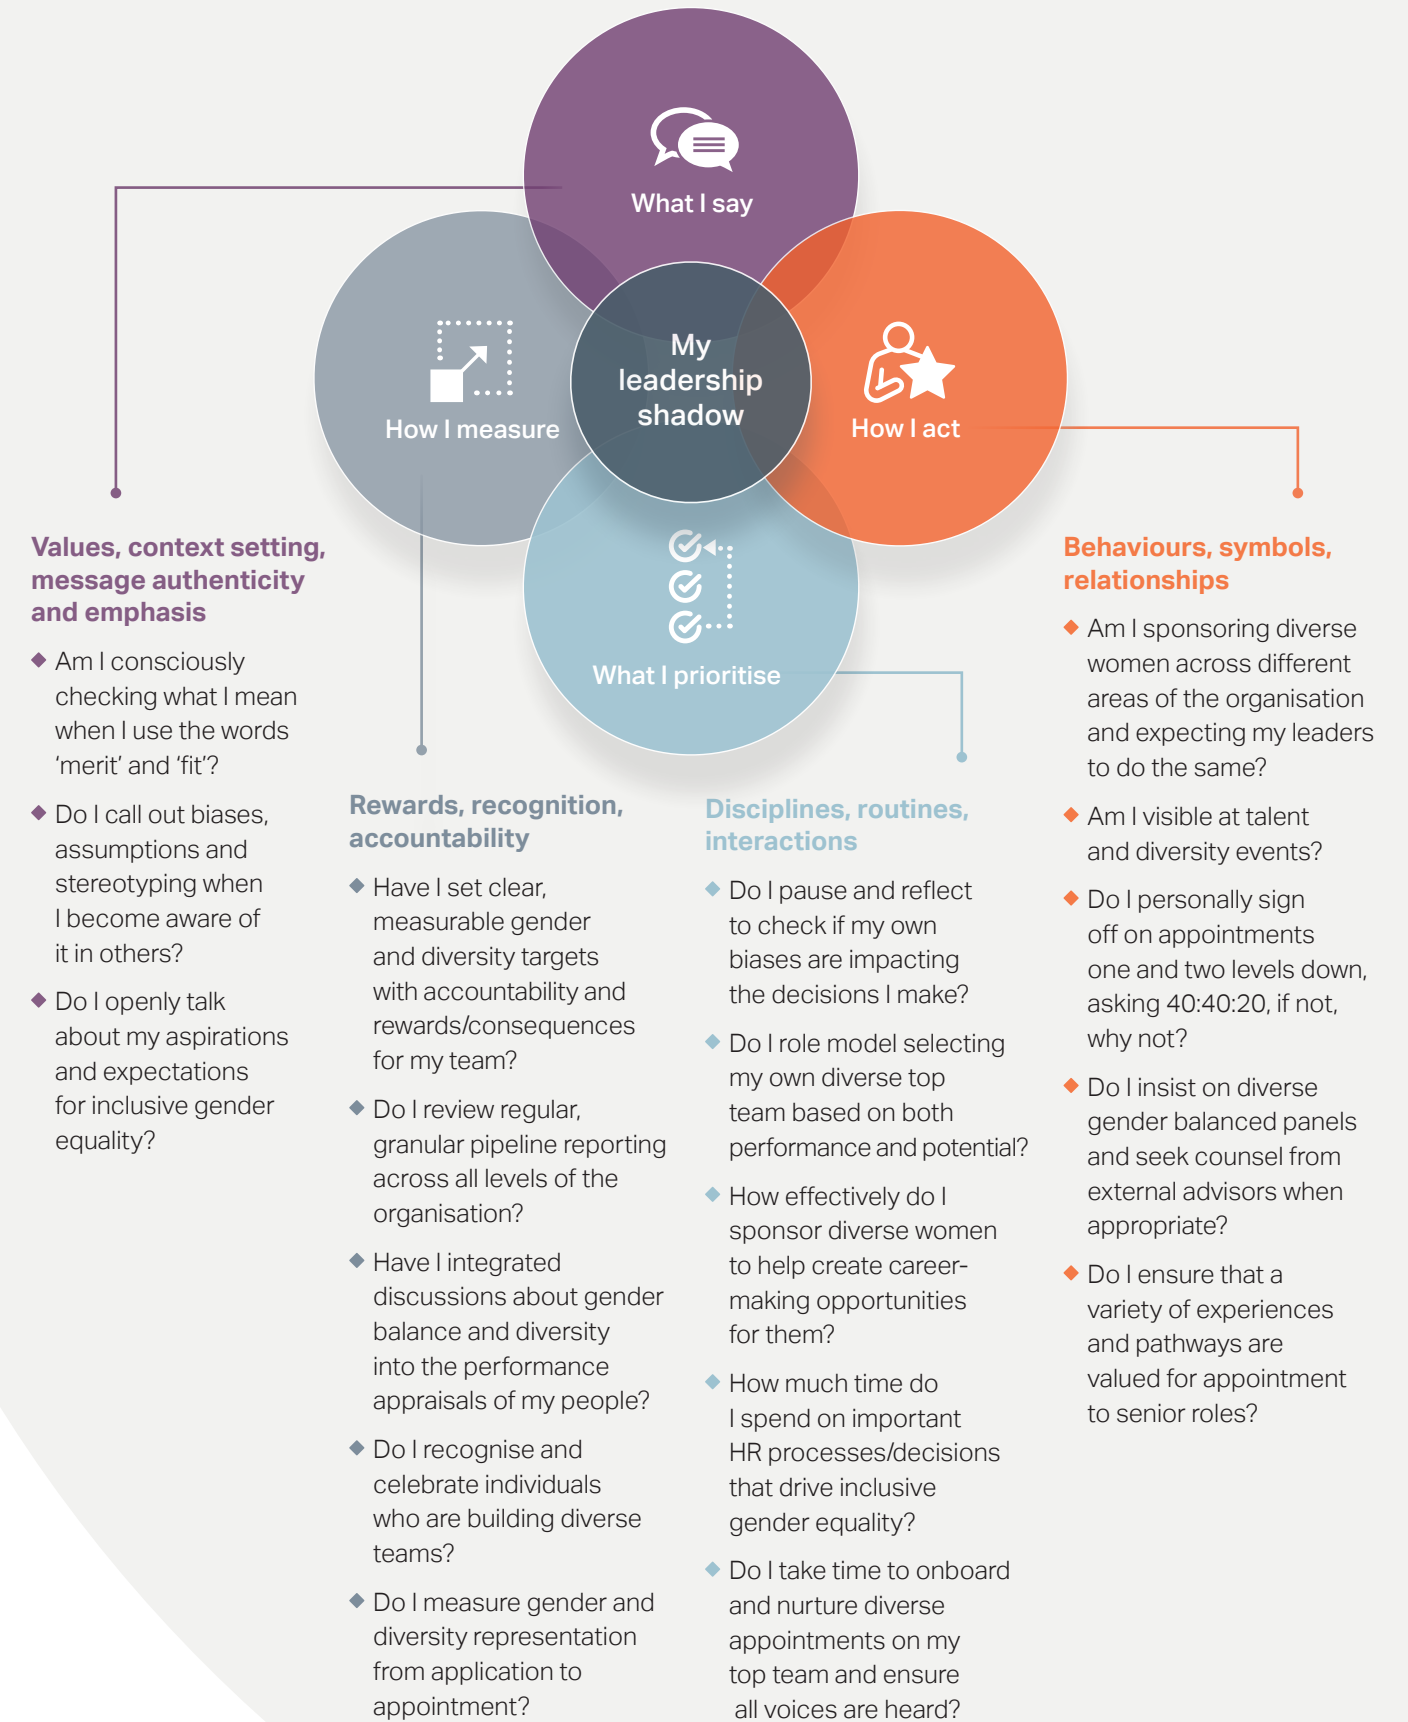 What I say
How I measure
My
leadership
shadow
How I act
What I prioritise
Values, context setting,
message authenticity
and emphasis
Am I consciously
checking what I mean
when I use the words
‘merit’ and ‘fit’?
Do I call out biases,
assumptions and
stereotyping when
I become aware of
it in others?
Do I openly talk
about my aspirations
and expectations
for inclusive gender
equality?
Rewards, recognition,
accountability
Have I set clear,
measurable gender
and diversity targets
with accountability and
rewards/consequences
for my team?
Do I review regular,
granular pipeline reporting
across all levels of the
organisation?
Have I integrated
discussions about gender
balance and diversity
into the performance
appraisals of my people?
Do I recognise and
celebrate individuals
who are building diverse
teams?
Do I measure gender and
diversity representation
from application to
appointment?
Disciplines, routines,
interactions
Do I pause and reflect
to check if my own
biases are impacting
the decisions I make?
Do I role model selecting
my own diverse top
team based on both
performance and potential?
How effectively do I
sponsor diverse women
to help create career-
making opportunities
for them?
How much time do
I spend on important
HR processes/decisions
that drive inclusive
gender equality?
Do I take time to onboard
and nurture diverse
appointments on my
top team and ensure
all voices are heard?
Behaviours, symbols,
relationships
Am I sponsoring diverse
women across different
areas of the organisation
and expecting my leaders
to do the same?
Am I visible at talent
and diversity events?
Do I personally sign
off on appointments
one and two levels down,
asking 40:40:20, if not,
why not?
Do I insist on diverse
gender balanced panels
and seek counsel from
external advisors when
appropriate?
Do I ensure that a
variety of experiences
and pathways are
valued for appointment
to senior roles?